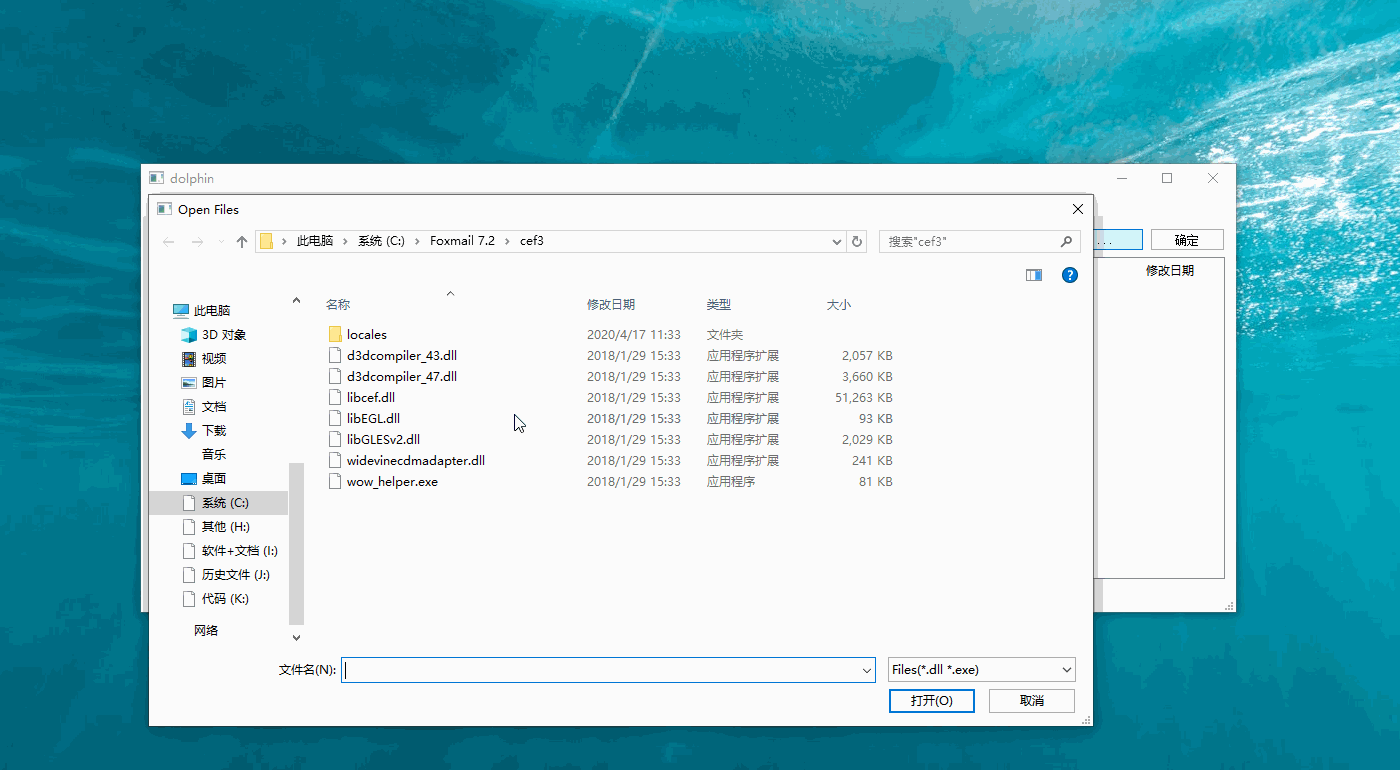 dolphin
Open Files
此电脑 › 系统 (C:) › Foxmail 7.2 › cef3
搜索"cef3"
... 确定
修改日期
名称 修改日期 类型 大小
此电脑
3D 对象
视频
图片
文档
下载
音乐
桌面
系统 (C:)
其他 (H:)
软件+文档 (I:)
历史文件 (J:)
代码 (K:)
网络
locales 2020/4/17 11:33 文件夹
d3dcompiler_43.dll 2018/1/29 15:33 应用程序扩展 2,057 KB
d3dcompiler_47.dll 2018/1/29 15:33 应用程序扩展 3,660 KB
libcef.dll 2018/1/29 15:33 应用程序扩展 51,263 KB
libEGL.dll 2018/1/29 15:33 应用程序扩展 93 KB
libGLESv2.dll 2018/1/29 15:33 应用程序扩展 2,029 KB
widevinecdmadapter.dll 2018/1/29 15:33 应用程序扩展 241 KB
wow_helper.exe 2018/1/29 15:33 应用程序 81 KB
文件名(N):
Files(*.dll *.exe)
打开(O) 取消